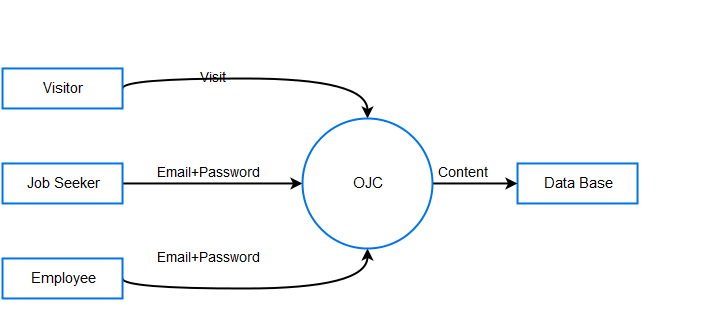 Visit
Visitor
Email+Password
Content
Job Seeker
OJC
Data Base
Email+Password
Employee